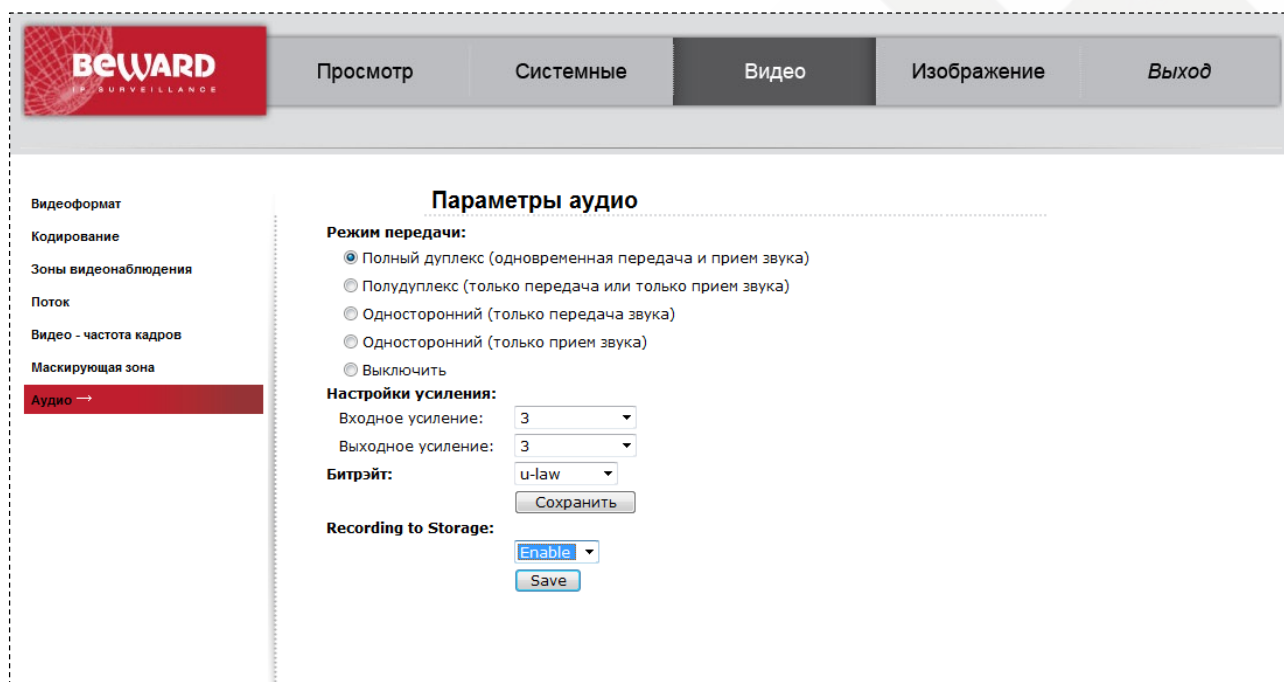 BEWARD
IP SURVEILLANCE
Просмотр
Системные
Видео
Изображение
Выход
Видеоформат
Кодирование
Зоны видеонаблюдения
Поток
Видео - частота кадров
Маскирующая зона
Аудио →
Параметры аудио
Режим передачи:
Полный дуплекс (одновременная передача и прием звука)
Полудуплекс (только передача или только прием звука)
Односторонний (только передача звука)
Односторонний (только прием звука)
Выключить
Настройки усиления:
Входное усиление: 3
Выходное усиление: 3
Битрэйт: u-law
Сохранить
Recording to Storage:
Enable
Save